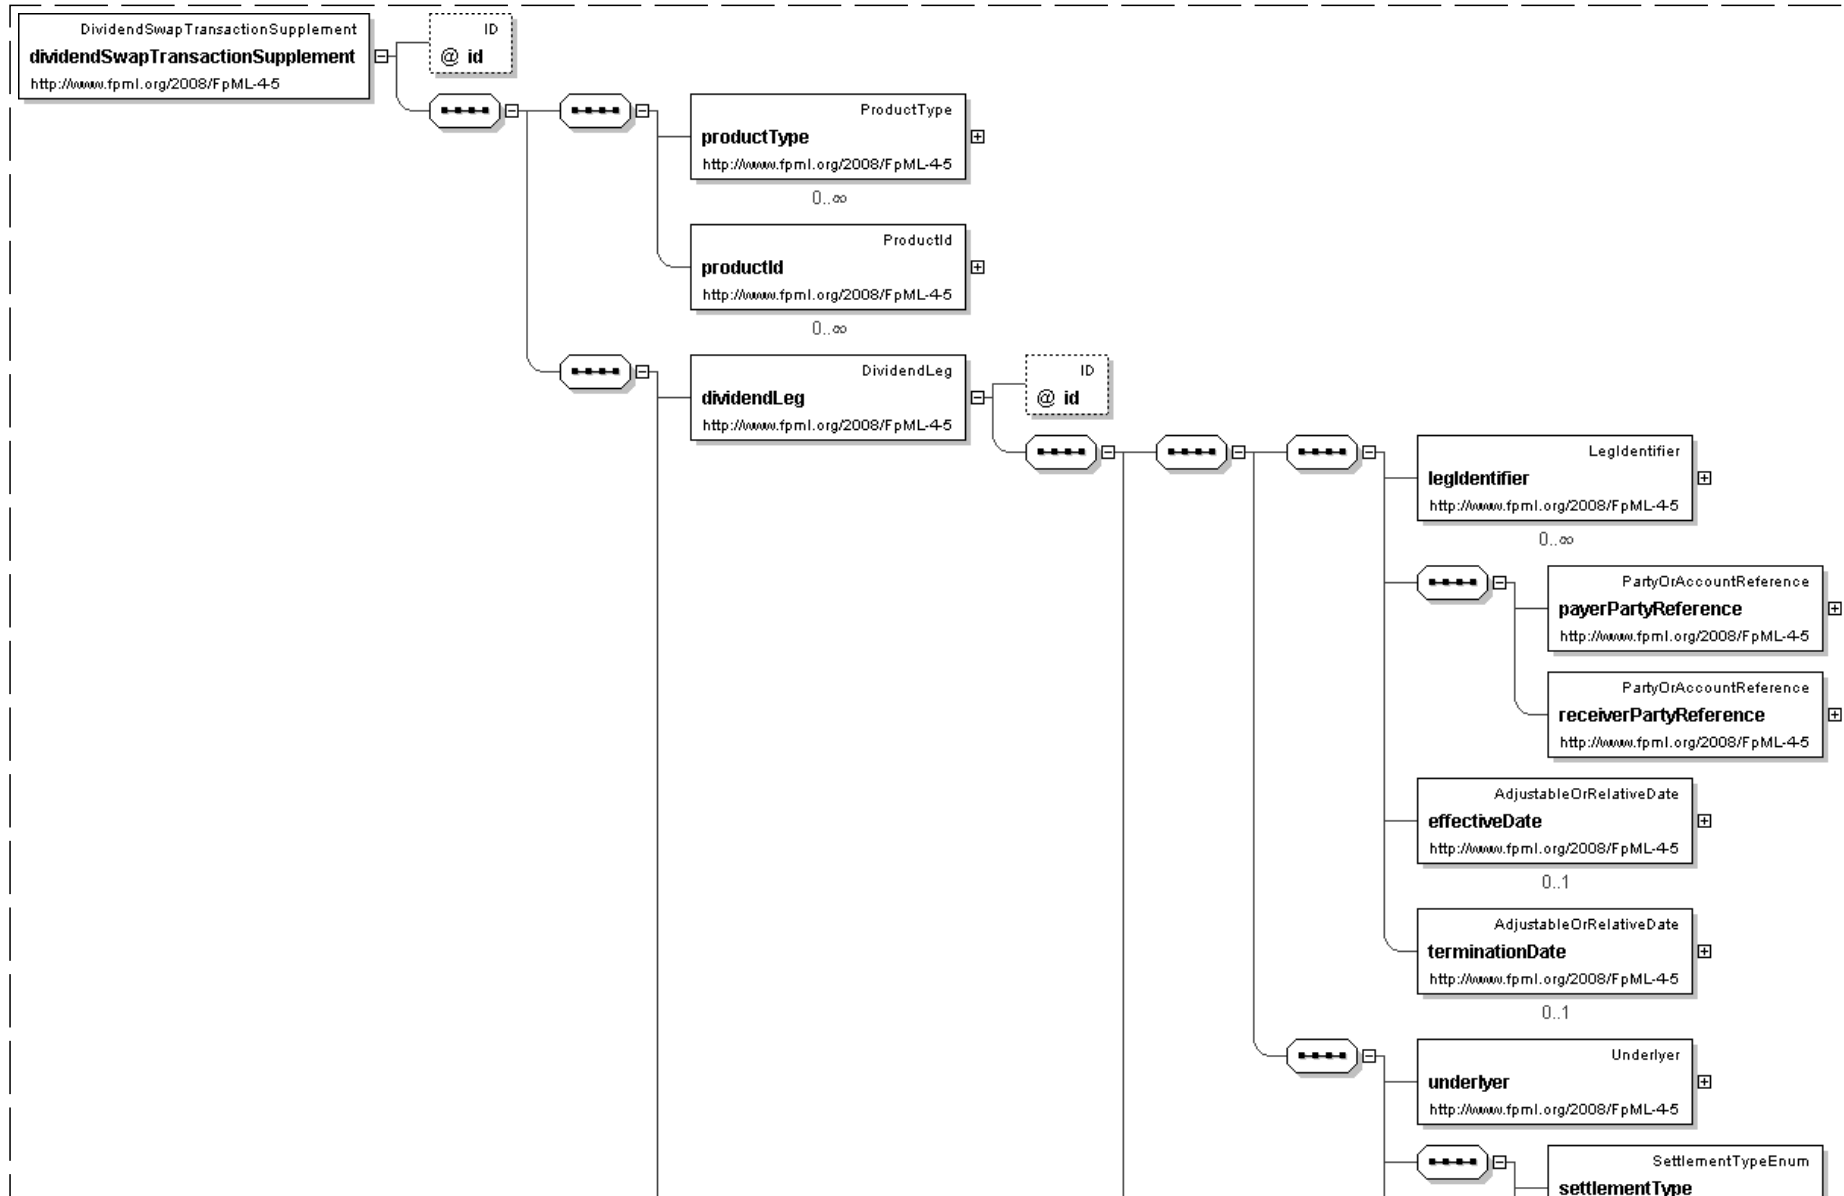 DividendSwapTransactionSupplement
dividendSwapTransactionSupplement
http://www.fpml.org/2008/FpML-4-5
ID
@ id
ProductType
productType
http://www.fpml.org/2008/FpML-4-5
0..∞
ProductId
productId
http://www.fpml.org/2008/FpML-4-5
0..∞
DividendLeg
dividendLeg
http://www.fpml.org/2008/FpML-4-5
ID
@ id
LegIdentifier
legIdentifier
http://www.fpml.org/2008/FpML-4-5
0..∞
PartyOrAccountReference
payerPartyReference
http://www.fpml.org/2008/FpML-4-5
PartyOrAccountReference
receiverPartyReference
http://www.fpml.org/2008/FpML-4-5
AdjustableOrRelativeDate
effectiveDate
http://www.fpml.org/2008/FpML-4-5
0..1
AdjustableOrRelativeDate
terminationDate
http://www.fpml.org/2008/FpML-4-5
0..1
Underlyer
underlyer
http://www.fpml.org/2008/FpML-4-5
SettlementTypeEnum
settlementType